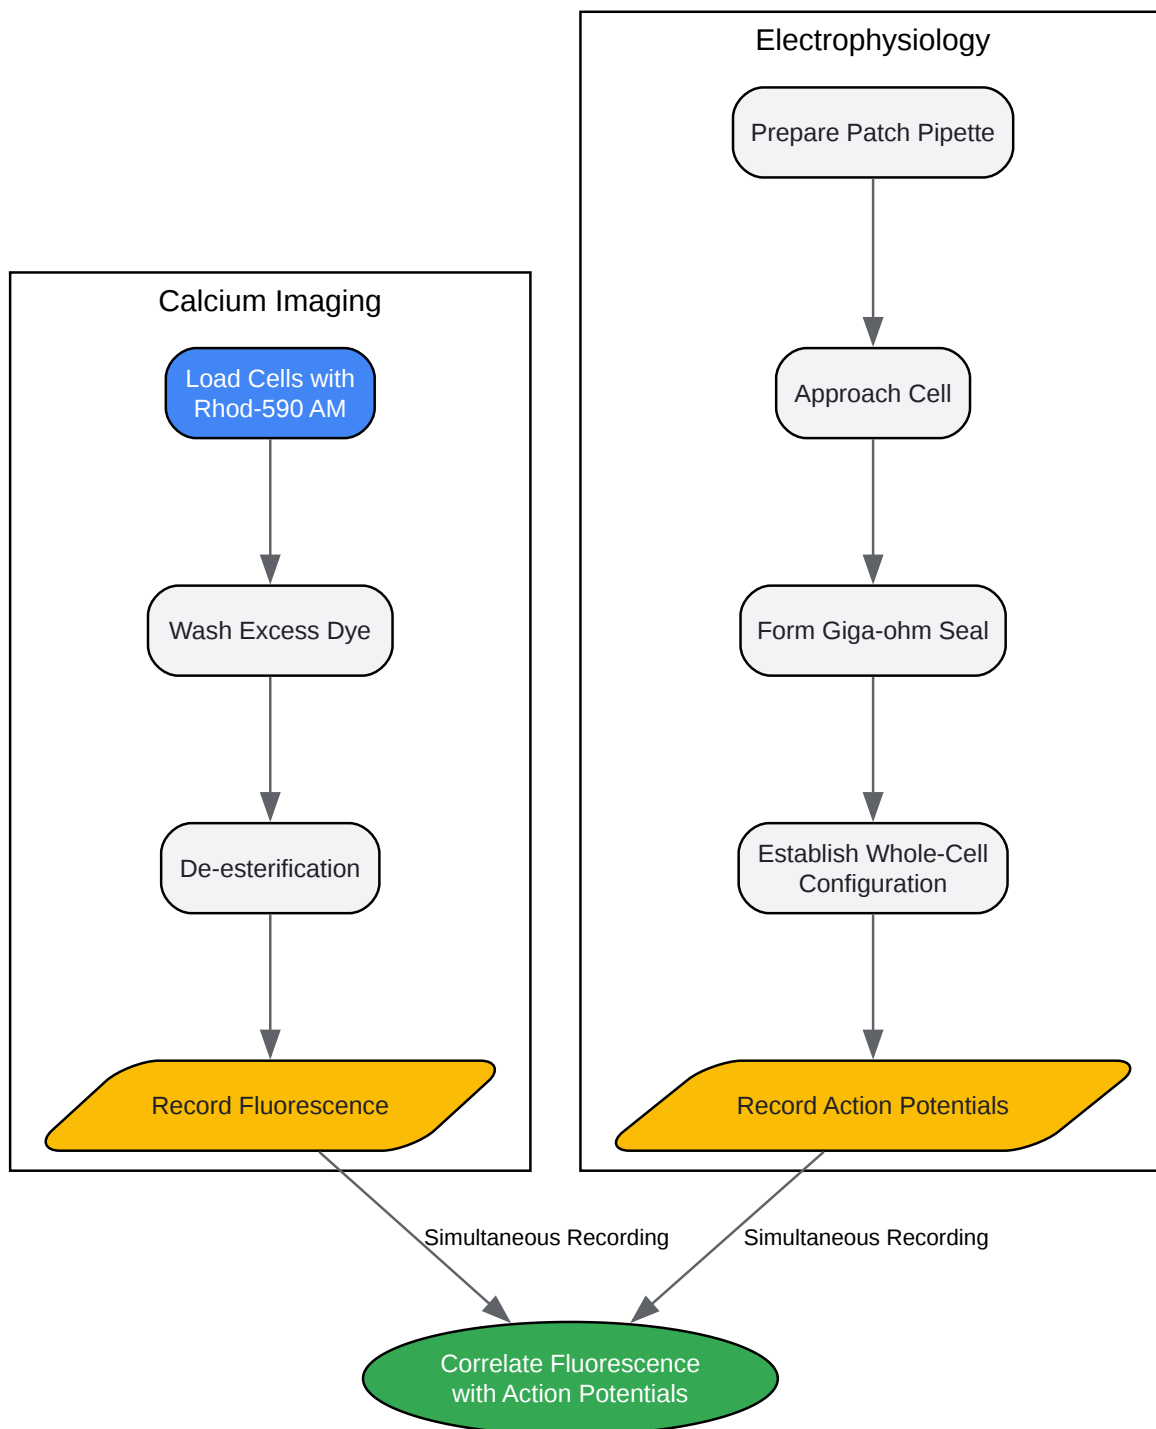 Electrophysiology
Prepare Patch Pipette
Calcium Imaging
Load Cells with
Rhod-590 AM
Approach Cell
Wash Excess Dye
Form Giga-ohm Seal
De-esterification
Establish Whole-Cell
Configuration
Record Fluorescence
Record Action Potentials
Simultaneous Recording
Simultaneous Recording
Correlate Fluorescence
with Action Potentials